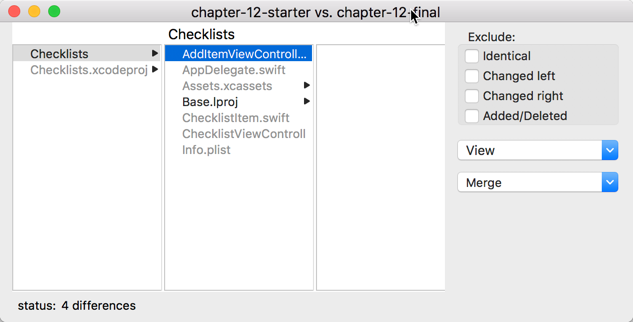 chapter-12-starter vs. chapter-12-final
Checklists
Exclude:
Checklists
Checklists.xcodeproj
AddItemViewControll...
AppDelegate.swift
Assets.xcassets
Base.lproj
ChecklistItem.swift
ChecklistViewControll
Info.plist
Identical
Changed left
Changed right
Added/Deleted
View
Merge
status: 4 differences